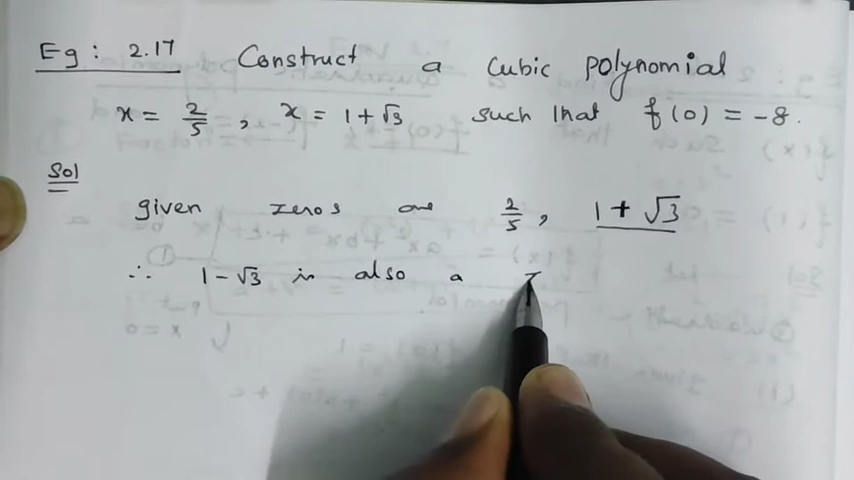 Eg : 2.17 Construct a cubic polynomial
x = 2/5 , x = 1 + √3 such that f(0) = -8.
Sol
given zeros are 2/5 , 1 + √3
∴ 1 - √3 is also a